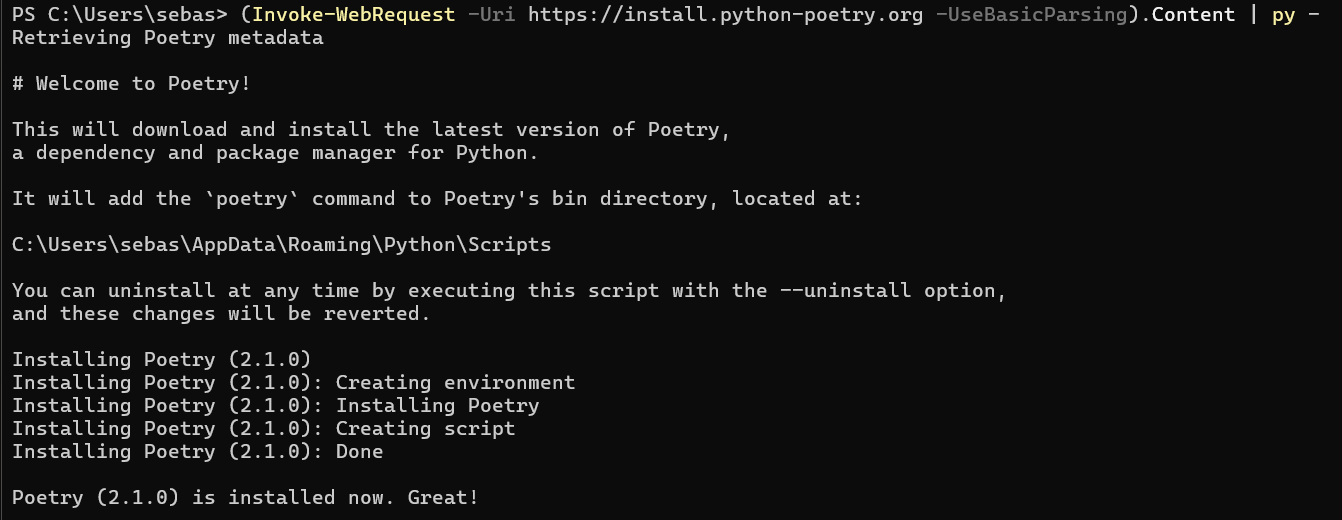 PS C:\Users\sebas> (Invoke-WebRequest -Uri https://install.python-poetry.org -UseBasicParsing).Content | py -
Retrieving Poetry metadata
# Welcome to Poetry!
This will download and install the latest version of Poetry,
a dependency and package manager for Python.
It will add the `poetry` command to Poetry's bin directory, located at:
C:\Users\sebas\AppData\Roaming\Python\Scripts
You can uninstall at any time by executing this script with the --uninstall option,
and these changes will be reverted.
Installing Poetry (2.1.0)
Installing Poetry (2.1.0): Creating environment
Installing Poetry (2.1.0): Installing Poetry
Installing Poetry (2.1.0): Creating script
Installing Poetry (2.1.0): Done
Poetry (2.1.0) is installed now. Great!